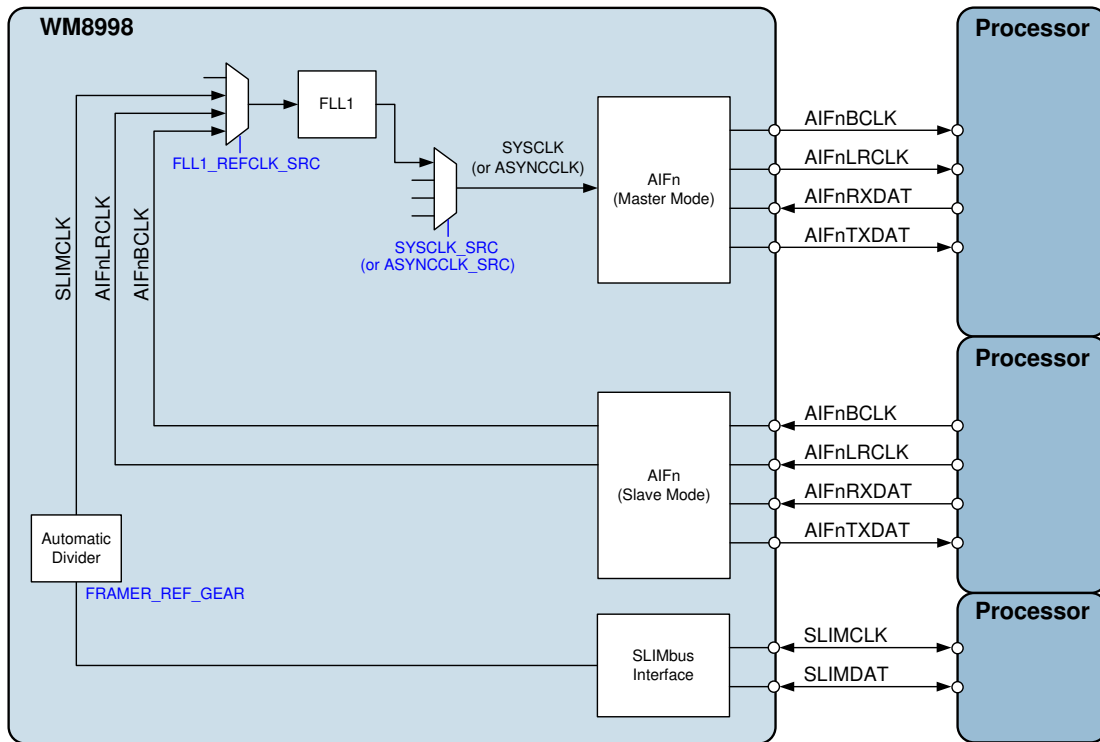 WM8998
Processor
FLL1
FLL1_REFCLK_SRC
SYSCLK
(or ASYNCCLK)
SYSCLK_SRC
(or ASYNCCLK_SRC)
AIFn
(Master Mode)
AIFnBCLK
AIFnLRCLK
AIFnRXDAT
AIFnTXDAT
SLIMCLK
AIFnLRCLK
AIFnBCLK
Processor
AIFn
(Slave Mode)
AIFnBCLK
AIFnLRCLK
AIFnRXDAT
AIFnTXDAT
Automatic
Divider
FRAMER_REF_GEAR
Processor
SLIMbus
Interface
SLIMCLK
SLIMDAT